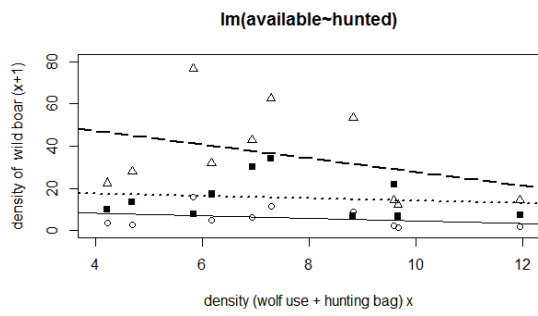 lm(available~hunted)
density of wild boar (x+1)
80
60
40
20
0
4 6 8 10 12
density (wolf use + hunting bag) x